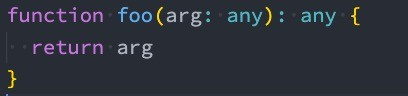 function foo(arg: any): any {
  return arg
}